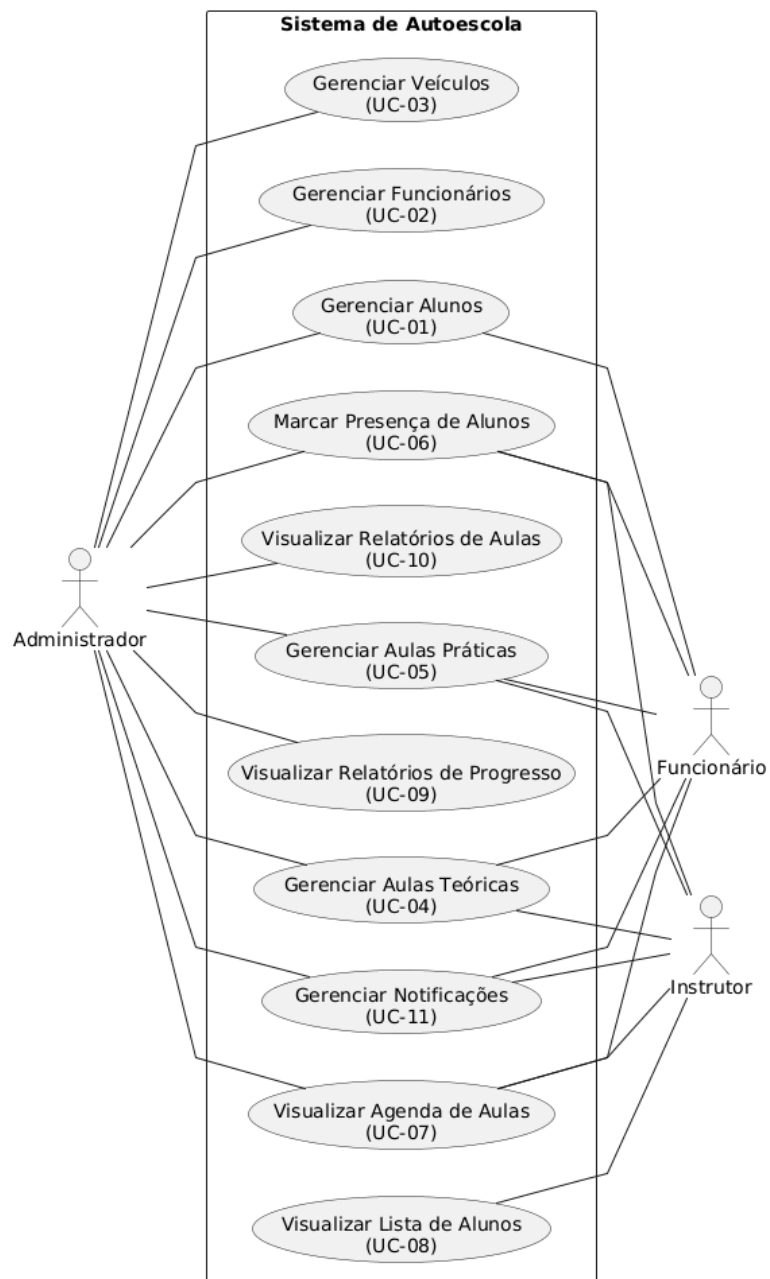 Sistema de Autoescola
Gerenciar Veículos
(UC-03)
Gerenciar Funcionários
(UC-02)
Gerenciar Alunos
(UC-01)
Marcar Presença de Alunos
(UC-06)
Visualizar Relatórios de Aulas
(UC-10)
Administrador
Gerenciar Aulas Práticas
(UC-05)
Visualizar Relatórios de Progresso
(UC-09)
Funcionário
Gerenciar Aulas Teóricas
(UC-04)
Gerenciar Notificações
(UC-11)
Instrutor
Visualizar Agenda de Aulas
(UC-07)
Visualizar Lista de Alunos
(UC-08)